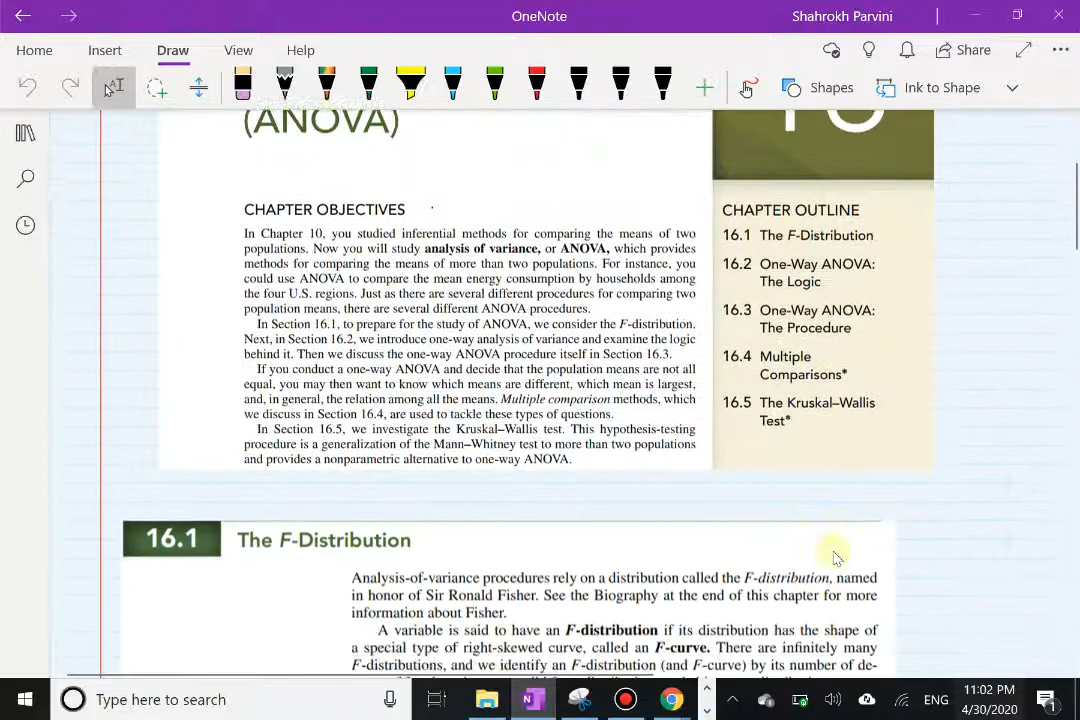 OneNote
Shahrokh Parvini
Home Insert Draw View Help
Share
Shapes
Ink to Shape
(ANOVA)
16
CHAPTER OBJECTIVES
In Chapter 10, you studied inferential methods for comparing the means of two
populations. Now you will study analysis of variance, or ANOVA, which provides
methods for comparing the means of more than two populations. For instance, you
could use ANOVA to compare the mean energy consumption by households among
the four U.S. regions. Just as there are several different procedures for comparing two
population means, there are several different ANOVA procedures.
In Section 16.1, to prepare for the study of ANOVA, we consider the F-distribution.
Next, in Section 16.2, we introduce one-way analysis of variance and examine the logic
behind it. Then we discuss the one-way ANOVA procedure itself in Section 16.3.
If you conduct a one-way ANOVA and decide that the population means are not all
equal, you may then want to know which means are different, which mean is largest,
and, in general, the relation among all the means. Multiple comparison methods, which
we discuss in Section 16.4, are used to tackle these types of questions.
In Section 16.5, we investigate the Kruskal–Wallis test. This hypothesis-testing
procedure is a generalization of the Mann–Whitney test to more than two populations
and provides a nonparametric alternative to one-way ANOVA.
CHAPTER OUTLINE
16.1 The F-Distribution
16.2 One-Way ANOVA:
The Logic
16.3 One-Way ANOVA:
The Procedure
16.4 Multiple
Comparisons*
16.5 The Kruskal–Wallis
Test*
16.1 The F-Distribution
Analysis-of-variance procedures rely on a distribution called the F-distribution, named
in honor of Sir Ronald Fisher. See the Biography at the end of this chapter for more
information about Fisher.
A variable is said to have an F-distribution if its distribution has the shape of
a special type of right-skewed curve, called an F-curve. There are infinitely many
F-distributions, and we identify an F-distribution (and F-curve) by its number of de-
Type here to search
ENG
11:02 PM
4/30/2020
1